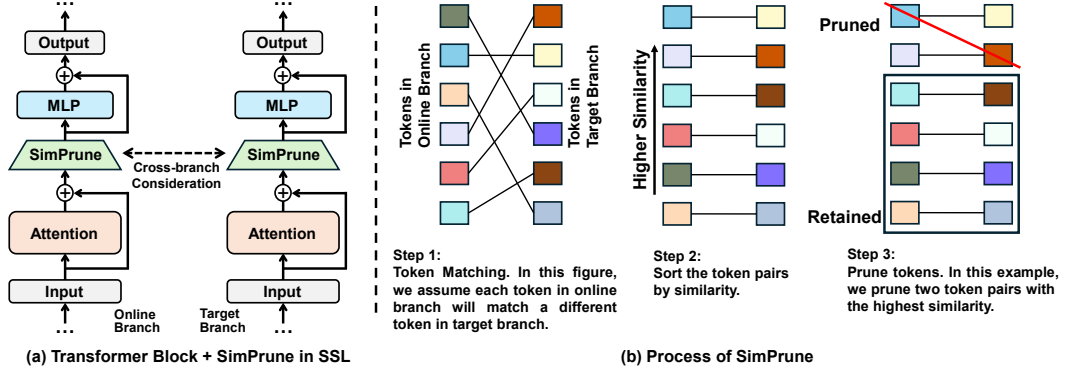 ...
...
Output
Output
+
+
MLP
MLP
SimPrune
SimPrune
Cross-branch
Consideration
+
+
Attention
Attention
Input
Input
...
Online
Branch
Target
Branch
...
(a) Transformer Block + SimPrune in SSL
Tokens in
Online Branch
Tokens in
Target Branch
Step 1:
Token Matching. In this figure,
we assume each token in online
branch will match a different
token in target branch.
Higher Similarity
Step 2:
Sort the token pairs
by similarity.
Pruned
Retained
Step 3:
Prune tokens. In this example,
we prune two token pairs with
the highest similarity.
(b) Process of SimPrune